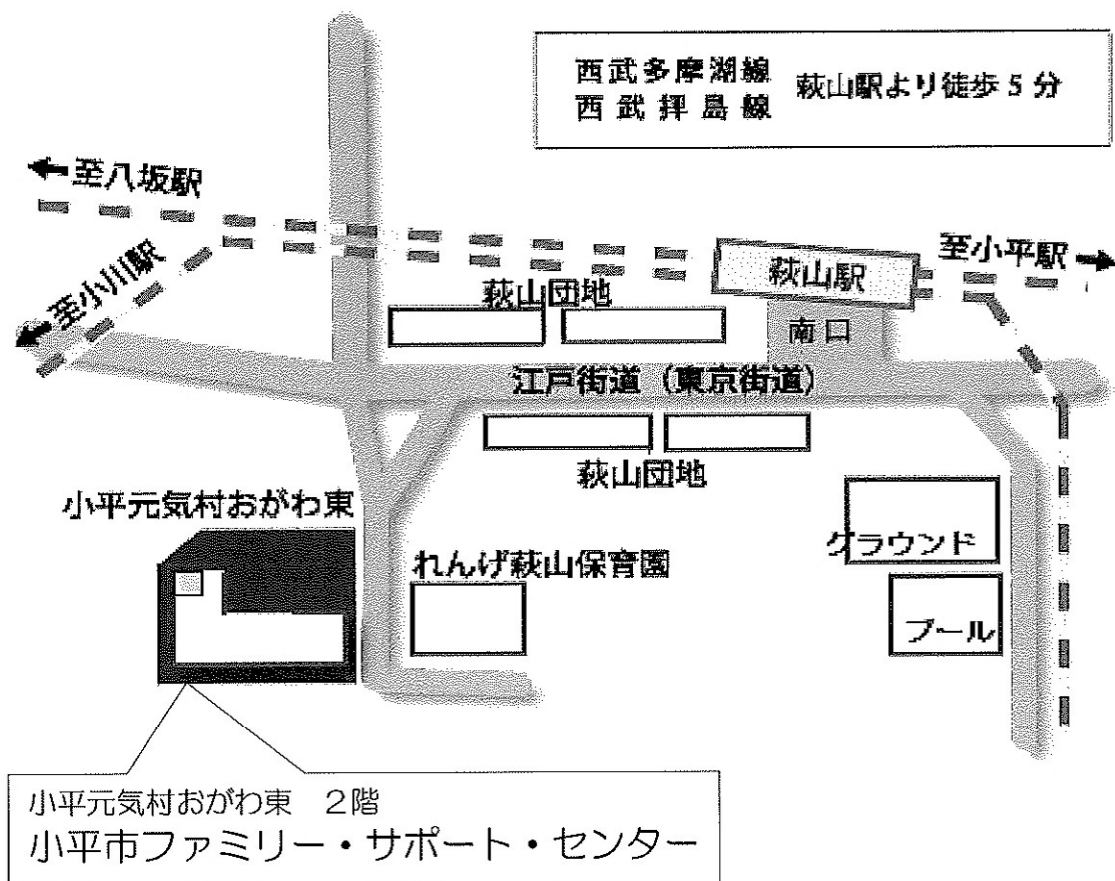 西武多摩湖線
西武拝島線
萩山駅より徒歩5分
至八坂駅
至小平駅
萩山駅
至小川駅
萩山団地
南口
江戸街道(東京街道)
萩山団地
小平元気村おがわ東
グラウンド
れんげ萩山保育園
プール
小平元気村おがわ東 2階
小平市ファミリー・サポート・センター